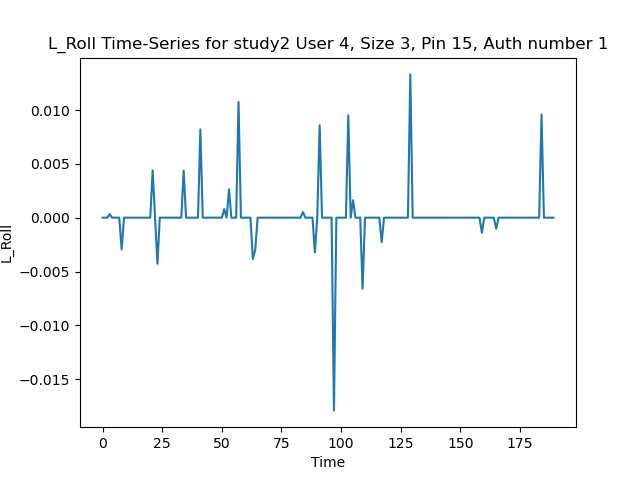 L_Roll Time-Series for study2 User 4, Size 3, Pin 15, Auth number 1
0.010
0.005
0.000
−0.005
−0.010
−0.015
L_Roll
0 25 50 75 100 125 150 175
Time